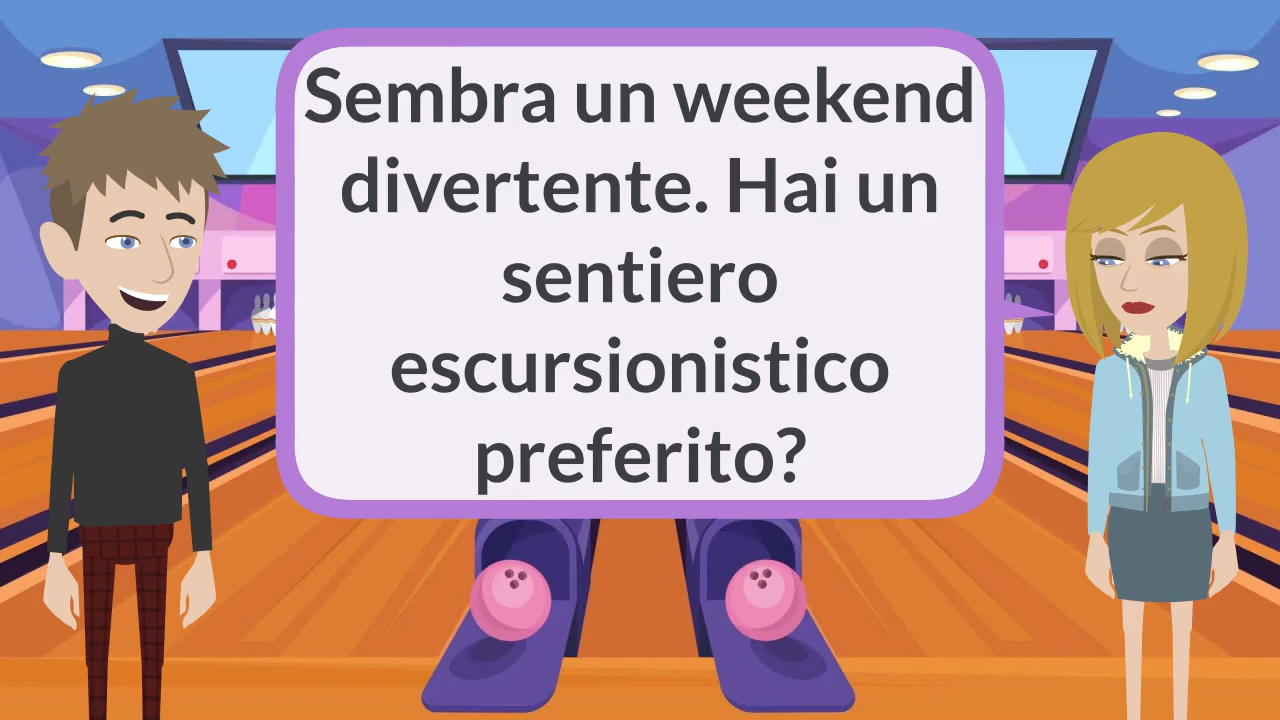 Sembra un weekend
divertente. Hai un
sentiero
escursionistico
preferito?